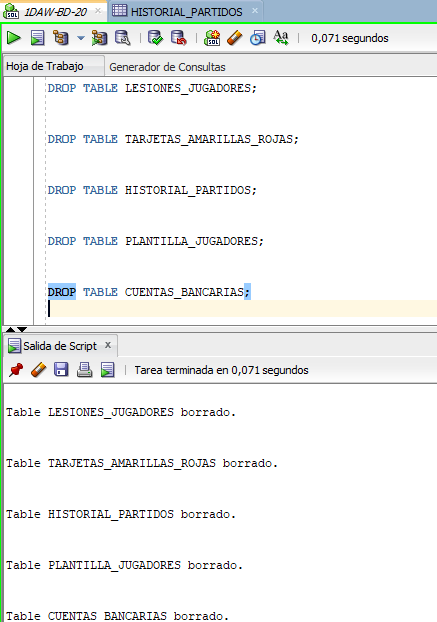 1DAW-BD-20
HISTORIAL_PARTIDOS
0,071 segundos
Hoja de Trabajo
Generador de Consultas
DROP TABLE LESIONES_JUGADORES;
DROP TABLE TARJETAS_AMARILLAS_ROJAS;
DROP TABLE HISTORIAL_PARTIDOS;
DROP TABLE PLANTILLA_JUGADORES;
DROP TABLE CUENTAS_BANCARIAS;
Salida de Script
Tarea terminada en 0,071 segundos
Table LESIONES_JUGADORES borrado.
Table TARJETAS_AMARILLAS_ROJAS borrado.
Table HISTORIAL_PARTIDOS borrado.
Table PLANTILLA_JUGADORES borrado.
Table CUENTAS_BANCARIAS borrado.